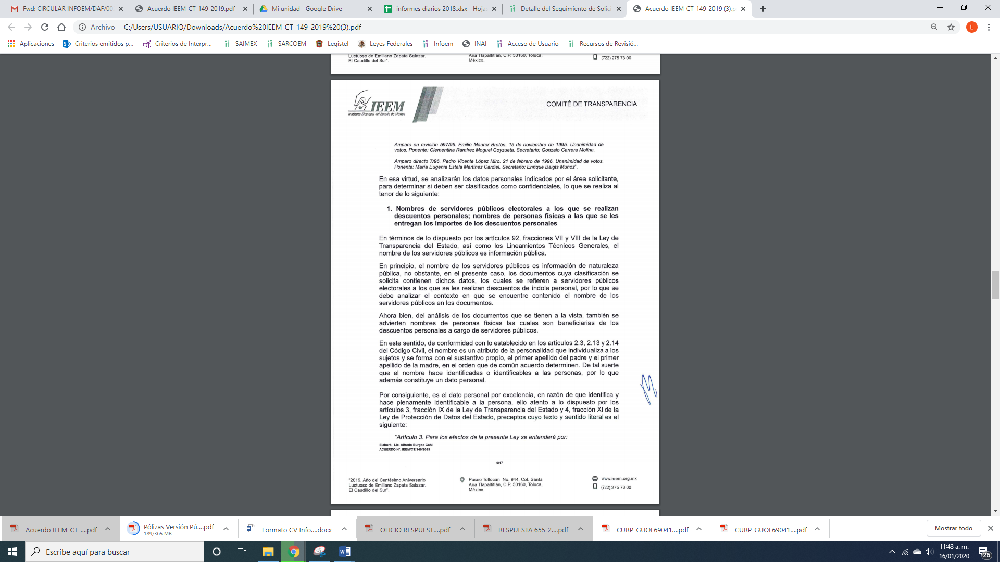 Fwd: CIRCULAR INFOEM/DAF/00
Acuerdo IEEM-CT-149-2019.pdf
Mi unidad - Google Drive
informes diarios 2018.xlsx - Hoja
Detalle del Seguimiento de Solici
Acuerdo IEEM-CT-149-2019 (3).p
Archivo
C:/Users/USUARIO/Downloads/Acuerdo%20IEEM-CT-149-2019%20(3).pdf
L
Aplicaciones
Criterios emitidos p...
Criterios de Interpr...
SAIMEX
SARCOEM
Legistel
Leyes Federales
Infoem
INAI
Acceso de Usuario
Recursos de Revisió...
Luctuoso de Emiliano Zapata Salazar.
El Caudillo del Sur".
Ana Tlapaltitlán, C.P. 50160, Toluca,
México.
(722) 275 73 00
IEEM
Instituto Electoral del Estado de México
COMITÉ DE TRANSPARENCIA
Amparo en revisión 597/95. Emilio Maurer Bretón. 15 de noviembre de 1995. Unanimidad de
votos. Ponente: Clementina Ramírez Moguel Goyzueta. Secretario: Gonzalo Carrera Molina.
Amparo directo 7/96. Pedro Vicente López Miro. 21 de febrero de 1996. Unanimidad de votos.
Ponente: María Eugenia Estela Martínez Cardiel. Secretario: Enrique Baigts Muñoz".
En esa virtud, se analizarán los datos personales indicados por el área solicitante,
para determinar si deben ser clasificados como confidenciales, lo que se realiza al
tenor de lo siguiente:
1. Nombres de servidores públicos electorales a los que se realizan
descuentos personales; nombres de personas físicas a las que se les
entregan los importes de los descuentos personales
En términos de lo dispuesto por los artículos 92, fracciones VII y VIII de la Ley de
Transparencia del Estado, así como los Lineamientos Técnicos Generales, el
nombre de los servidores públicos es información pública.
En principio, el nombre de los servidores públicos es información de naturaleza
pública, no obstante, en el presente caso, los documentos cuya clasificación se
solicita contienen dichos datos, los cuales se refieren a servidores públicos
electorales a los que se les realizan descuentos de índole personal, por lo que se
debe analizar el contexto en que se encuentre contenido el nombre de los
servidores públicos en los documentos.
Ahora bien, del análisis de los documentos que se tienen a la vista, también se
advierten nombres de personas físicas las cuales son beneficiarias de los
descuentos personales a cargo de servidores públicos.
En este sentido, de conformidad con lo establecido en los artículos 2.3, 2.13 y 2.14
del Código Civil, el nombre es un atributo de la personalidad que individualiza a los
sujetos y se forma con el sustantivo propio, el primer apellido del padre y el primer
apellido de la madre, en el orden que de común acuerdo determinen. De tal suerte
que el nombre hace identificadas o identificables a las personas, por lo que
además constituye un dato personal.
Por consiguiente, es el dato personal por excelencia, en razón de que identifica y
hace plenamente identificable a la persona, ello atento a lo dispuesto por los
artículos 3, fracción IX de la Ley de Transparencia del Estado y 4, fracción XI de la
Ley de Protección de Datos del Estado, preceptos cuyo texto y sentido literal es el
siguiente:
"Artículo 3. Para los efectos de la presente Ley se entenderá por:
Elaboró. Lic. Alfredo Burgos Cohl
ACUERDO N°. IEEM/CT/149/2019
9/17
"2019. Año del Centésimo Aniversario
Luctuoso de Emiliano Zapata Salazar.
El Caudillo del Sur".
Paseo Tollocan No. 944, Col. Santa
Ana Tlapaltitlán, C.P. 50160, Toluca,
México.
www.ieem.org.mx
(722) 275 73 00
Acuerdo IEEM-CT-....pdf
Pólizas Versión Pú....pdf
189/365 MB
Formato CV Info....docx
OFICIO RESPUEST....pdf
RESPUESTA 655-2....pdf
CURP_GUOL69041....pdf
CURP_GUOL69041....pdf
Mostrar todo
Escribe aquí para buscar
11:43 a. m.
16/01/2020
26